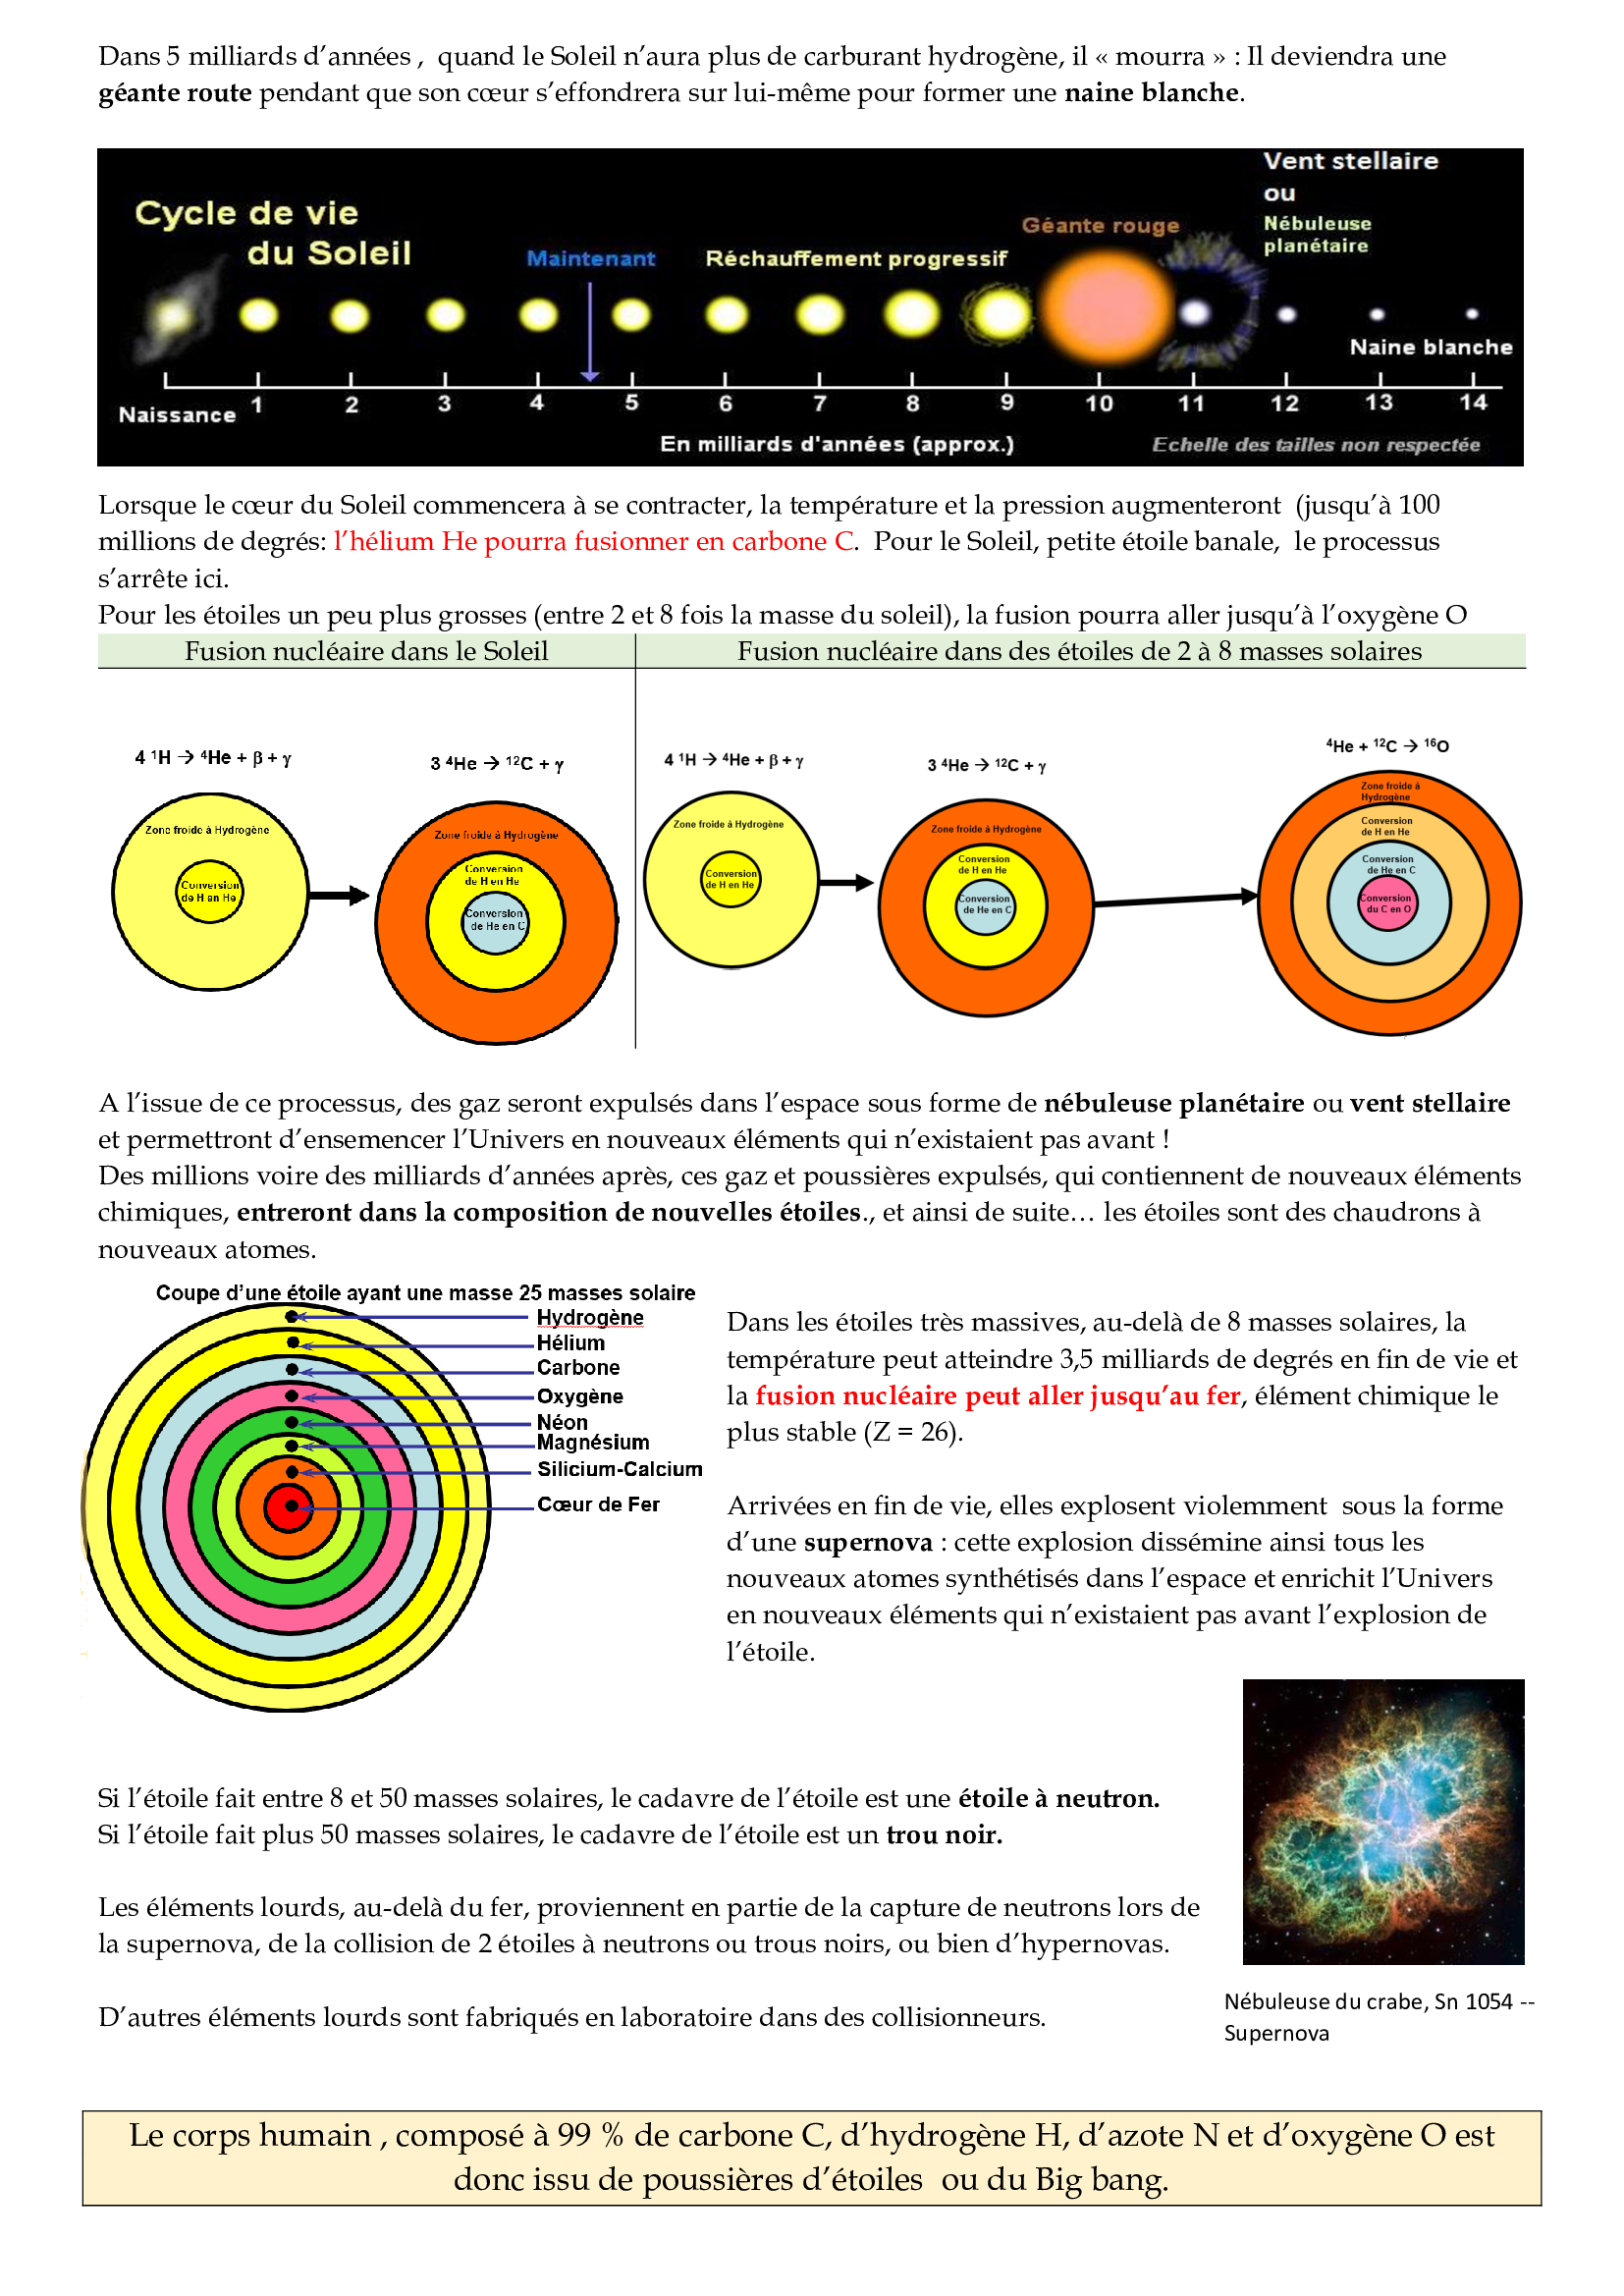 Dans 5 milliards d’années ,  quand le Soleil n’aura plus de carburant hydrogène, il « mourra » : Il deviendra une
géante route pendant que son cœur s’effondrera sur lui-même pour former une naine blanche.
Vent stellaire
ou
Nébuleuse
planétaire
Cycle de vie
du Soleil
Géante rouge
Maintenant
Réchauffement progressif
Naine blanche
Naissance
1 2 3 4 5 6 7 8 9 10 11 12 13 14
En milliards d'années (approx.)
Echelle des tailles non respectée
Lorsque le cœur du Soleil commencera à se contracter, la température et la pression augmenteront  (jusqu’à 100
millions de degrés: l’hélium He pourra fusionner en carbone C.  Pour le Soleil, petite étoile banale,  le processus
s’arrête ici.
Pour les étoiles un peu plus grosses (entre 2 et 8 fois la masse du soleil), la fusion pourra aller jusqu’à l’oxygène O
Fusion nucléaire dans le Soleil
Fusion nucléaire dans des étoiles de 2 à 8 masses solaires
4 ¹H → ⁴He + β + γ
Zone froide à Hydrogène
Conversion
de H an He
3 ⁴He → ¹²C + γ
Zone froide à Hydrogène
Conversion
de H en He
Conversion
de He en C
4 ¹H → ⁴He + β + γ
Zone froide à Hydrogène
Conversion
de H en He
3 ⁴He → ¹²C + γ
Zone froide à Hydrogène
Conversion
de H en He
Conversion
de He en C
⁴He + ¹²C → ¹⁶O
Zone froide à
Hydrogène
Conversion
de H en He
Conversion
de He en C
Conversion
du C en O
A l’issue de ce processus, des gaz seront expulsés dans l’espace sous forme de nébuleuse planétaire ou vent stellaire
et permettront d’ensemencer l’Univers en nouveaux éléments qui n’existaient pas avant !
Des millions voire des milliards d’années après, ces gaz et poussières expulsés, qui contiennent de nouveaux éléments
chimiques, entreront dans la composition de nouvelles étoiles., et ainsi de suite… les étoiles sont des chaudrons à
nouveaux atomes.
Coupe d’une étoile ayant une masse 25 masses solaire
Hydrogène
Hélium
Carbone
Oxygène
Néon
Magnésium
Silicium-Calcium
Cœur de Fer
Dans les étoiles très massives, au-delà de 8 masses solaires, la
température peut atteindre 3,5 milliards de degrés en fin de vie et
la fusion nucléaire peut aller jusqu’au fer, élément chimique le
plus stable (Z = 26).
Arrivées en fin de vie, elles explosent violemment  sous la forme
d’une supernova : cette explosion dissémine ainsi tous les
nouveaux atomes synthétisés dans l’espace et enrichit l’Univers
en nouveaux éléments qui n’existaient pas avant l’explosion de
l’étoile.
Si l’étoile fait entre 8 et 50 masses solaires, le cadavre de l’étoile est une étoile à neutron.
Si l’étoile fait plus 50 masses solaires, le cadavre de l’étoile est un trou noir.
Les éléments lourds, au-delà du fer, proviennent en partie de la capture de neutrons lors de
la supernova, de la collision de 2 étoiles à neutrons ou trous noirs, ou bien d’hypernovas.
D’autres éléments lourds sont fabriqués en laboratoire dans des collisionneurs.
Nébuleuse du crabe, Sn 1054 --
Supernova
Le corps humain , composé à 99 % de carbone C, d’hydrogène H, d’azote N et d’oxygène O est
donc issu de poussières d’étoiles  ou du Big bang.